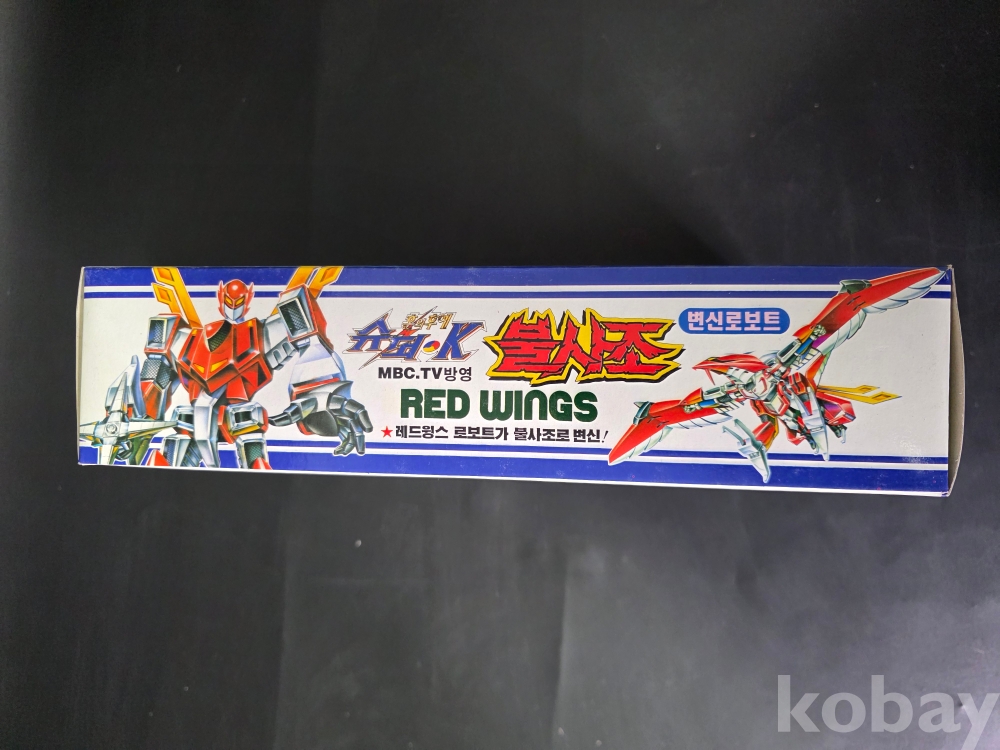 슈퍼·K
MBC.TV방영
불사조
변신로보트
RED WINGS
★레드윙스 로보트가 불사조로 변신!
kobay